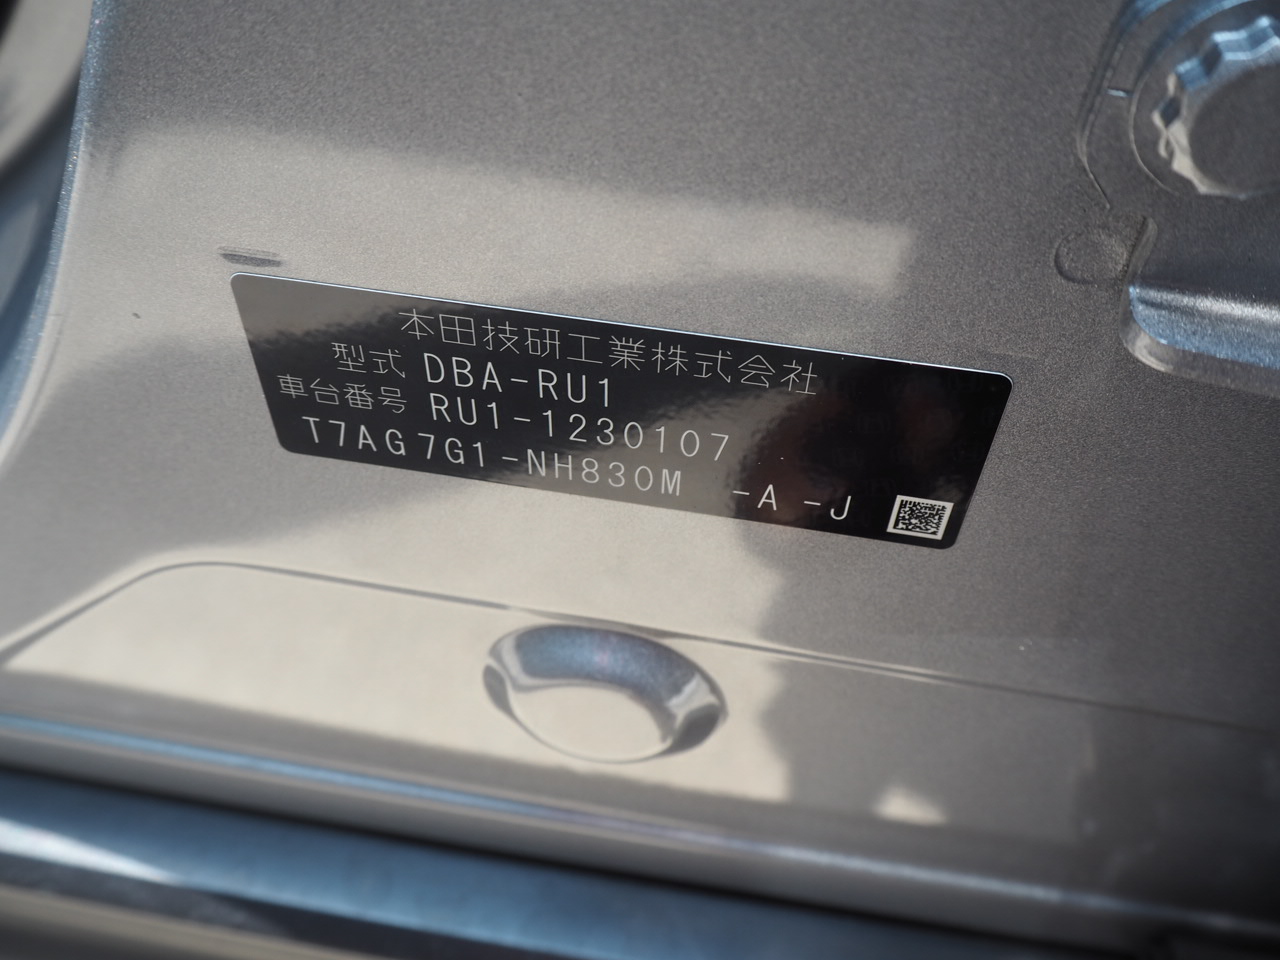 本田技研工業株式会社
型式 DBA-RU1
車台番号 RU1-1230107
T7AG7G1-NH830M -A -J